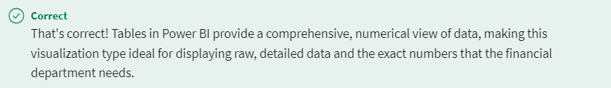 Correct
That's correct! Tables in Power BI provide a comprehensive, numerical view of data, making this
visualization type ideal for displaying raw, detailed data and the exact numbers that the financial
department needs.